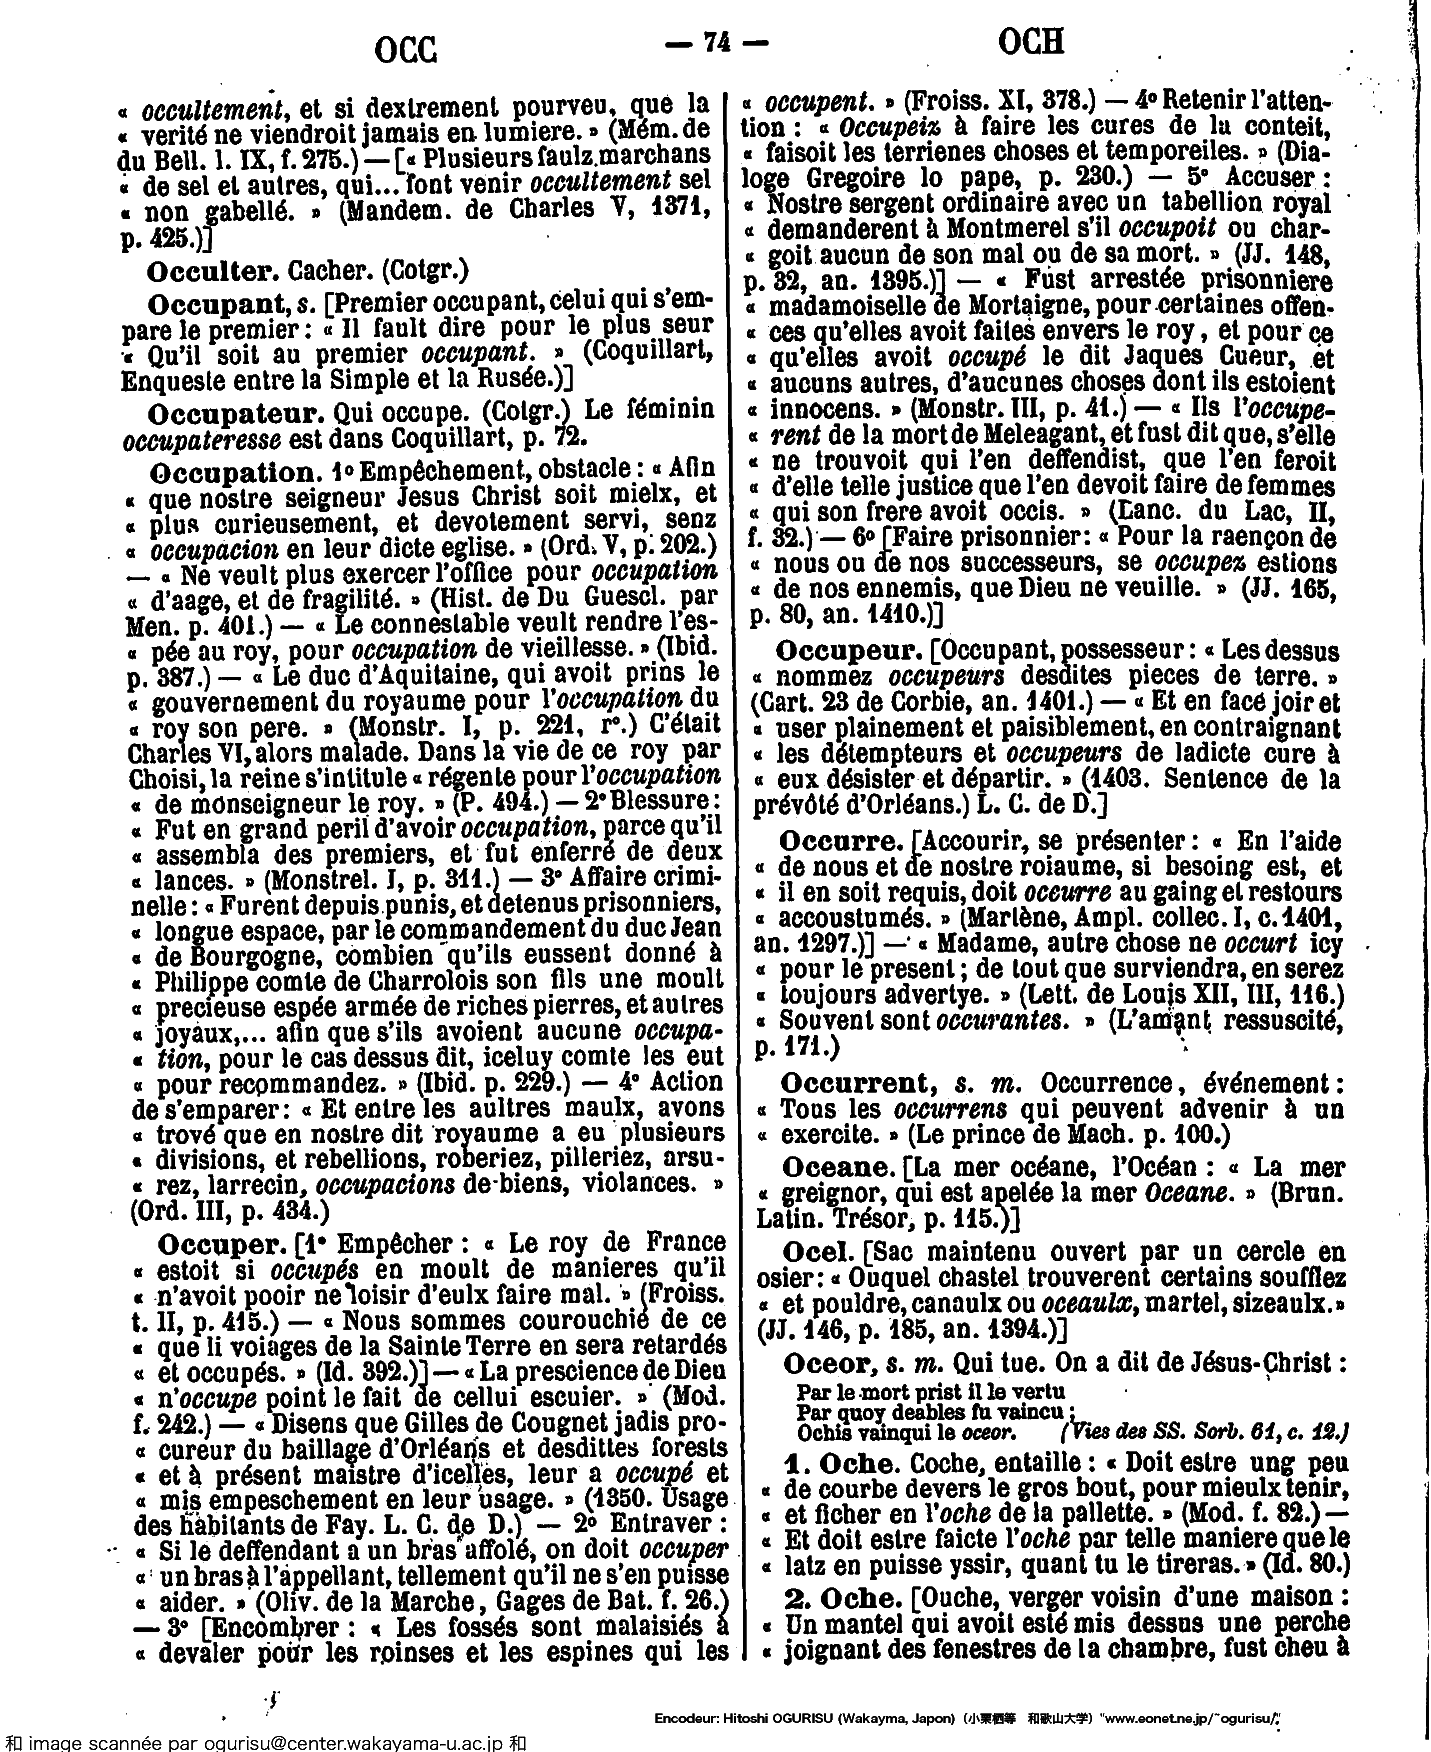 OCC
— 74 —
OCH
« occultement, et si dextrement pourveu, que la
« verité ne viendroit jamais en lumiere. » (Mém. de
du Bell. l. IX, f. 275.) — [« Plusieurs faulz marchans
« de sel et autres, qui... font venir occultement sel
« non gabellé. » (Mandem. de Charles V, 1371,
p. 425.)]
Occulter. Cacher. (Cotgr.)
Occupant, s. [Premier occupant, celui qui s'em-
pare le premier : « Il fault dire pour le plus seur
« Qu'il soit au premier occupant. » (Coquillart,
Enqueste entre la Simple et la Rusée.)]
Occupateur. Qui occupe. (Cotgr.) Le féminin
occupateresse est dans Coquillart, p. 72.
Occupation. 1° Empêchement, obstacle : « Afin
« que nostre seigneur Jesus Christ soit mielx, et
« plus curieusement, et devotement servi, senz
« occupacion en leur dicte eglise. » (Ord. V, p. 202.)
— « Ne veult plus exercer l'office pour occupation
« d'aage, et de fragilité. » (Hist. de Du Guescl. par
Men. p. 401.) — « Le connestable veult rendre l'es-
« pée au roy, pour occupation de vieillesse. » (Ibid.
p. 387.) — « Le duc d'Aquitaine, qui avoit prins le
« gouvernement du royaume pour l'occupation du
« roy son pere. » (Monstr. I, p. 221, r°.) C'était
Charles VI, alors malade. Dans la vie de ce roy par
Choisi, la reine s'intitule « régente pour l'occupation
« de monseigneur le roy. » (P. 494.) — 2° Blessure :
« Fut en grand peril d'avoir occupation, parce qu'il
« assembla des premiers, et fut enferré de deux
« lances. » (Monstrel. I, p. 311.) — 3° Affaire crimi-
nelle : « Furent depuis punis, et detenus prisonniers,
« longue espace, par le commandement du duc Jean
« de Bourgogne, combien qu'ils eussent donné à
« Philippe comte de Charrolois son fils une moult
« precieuse espée armée de riches pierres, et autres
« joyaux,... afin que s'ils avoient aucune occupa-
« tion, pour le cas dessus dit, iceluy comte les eut
« pour recommandez. » (Ibid. p. 229.) — 4° Action
de s'emparer : « Et entre les aultres maulx, avons
« trové que en nostre dit royaume a eu plusieurs
« divisions, et rebellions, roberiez, pilleriez, arsu-
« rez, larrecin, occupacions de biens, violances. »
(Ord. III, p. 434.)
Occuper. [1° Empêcher : « Le roy de France
« estoit si occupés en moult de manieres qu'il
« n'avoit pooir ne loisir d'eulx faire mal. » (Froiss.
t. II, p. 415.) — « Nous sommes courouchié de ce
« que li voiages de la Sainte Terre en sera retardés
« et occupés. » (Id. 392.)] — « La prescience de Dieu
« n'occupe point le fait de cellui escuier. » (Mod.
f. 242.) — « Disens que Gilles de Cougnet jadis pro-
« cureur du baillage d'Orléans et desdittes forests
« et à présent maistre d'icelles, leur a occupé et
« mis empeschement en leur usage. » (1350. Usage
des habitants de Fay. L. C. de D.) — 2° Entraver :
« Si le deffendant a un bras affolé, on doit occuper
« un bras à l'appellant, tellement qu'il ne s'en puisse
« aider. » (Oliv. de la Marche, Gages de Bat. f. 26.)
— 3° [Encombrer : « Les fossés sont malaisiés à
« devaler pour les roinses et les espines qui les
« occupent. » (Froiss. XI, 378.) — 4° Retenir l'atten-
tion : « Occupeiz à faire les cures de la conteit,
« faisoit les terrienes choses et temporeiles. » (Dia-
loge Gregoire lo pape, p. 230.) — 5° Accuser :
« Nostre sergent ordinaire avec un tabellion royal
« demanderent à Montmerel s'il occupoit ou char-
« goit aucun de son mal ou de sa mort. » (JJ. 148,
p. 32, an. 1395.)] — « Fust arrestée prisonniere
« madamoiselle de Mortaigne, pour certaines offen-
« ces qu'elles avoit faites envers le roy, et pour ce
« qu'elles avoit occupé le dit Jaques Cueur, et
« aucuns autres, d'aucunes choses dont ils estoient
« innocens. » (Monstr. III, p. 41.) — « Ils l'occupe-
« rent de la mort de Meleagant, et fust dit que, s'elle
« ne trouvoit qui l'en deffendist, que l'en feroit
« d'elle telle justice que l'en devoit faire de femmes
« qui son frere avoit occis. » (Lanc. du Lac, II,
f. 32.) — 6° [Faire prisonnier : « Pour la raençon de
« nous ou de nos successeurs, se occupez estions
« de nos ennemis, que Dieu ne veuille. » (JJ. 165,
p. 80, an. 1410.)]
Occupeur. [Occupant, possesseur : « Les dessus
« nommez occupeurs desdites pieces de terre. »
(Cart. 23 de Corbie, an. 1401.) — « Et en face joir et
« user plainement et paisiblement, en contraignant
« les détempteurs et occupeurs de ladicte cure à
« eux désister et départir. » (1403. Sentence de la
prévôté d'Orléans.) L. C. de D.]
Occurre. [Accourir, se présenter : « En l'aide
« de nous et de nostre roiaume, si besoing est, et
« il en soit requis, doit occurre au gaing et restours
« accoustumés. » (Martène, Ampl. collec. I, c. 1401,
an. 1297.)] — « Madame, autre chose ne occurt icy
« pour le present ; de tout que surviendra, en serez
« toujours advertye. » (Lett. de Louis XII, III, 116.)
« Souvent sont occurantes. » (L'amant ressuscité,
p. 171.)
Occurrent, s. m. Occurrence, événement :
« Tous les occurrens qui peuvent advenir à un
« exercite. » (Le prince de Mach. p. 100.)
Oceane. [La mer océane, l'Océan : « La mer
« greignor, qui est apelée la mer Oceane. » (Brun.
Latin. Trésor, p. 115.)]
Ocel. [Sac maintenu ouvert par un cercle en
osier : « Ouquel chastel trouverent certains soufflez
« et pouldre, canaulx ou oceaulx, martel, sizeaulx. »
(JJ. 146, p. 185, an. 1394.)]
Oceor, s. m. Qui tue. On a dit de Jésus-Christ :
Par le mort prist il le vertu
Par quoy deables fu vaincu ;
Ochis vainqui le oceor. (Vies des SS. Sorb. 61, c. 12.)
1. Oche. Coche, entaille : « Doit estre ung peu
« de courbe devers le gros bout, pour mieulx tenir,
« et ficher en l'oche de la pallette. » (Mod. f. 82.) —
« Et doit estre faicte l'oche par telle maniere que le
« latz en puisse yssir, quant tu le tireras. » (Id. 80.)
2. Oche. [Ouche, verger voisin d'une maison :
« Un mantel qui avoit esté mis dessus une perche
« joignant des fenestres de la chambre, fust cheu à
Encodeur: Hitoshi OGURISU (Wakayma, Japon) (小栗栖等 和歌山大学) "www.eonet.ne.jp/~ogurisu/"
和 image scannée par ogurisu@center.wakayama-u.ac.jp 和